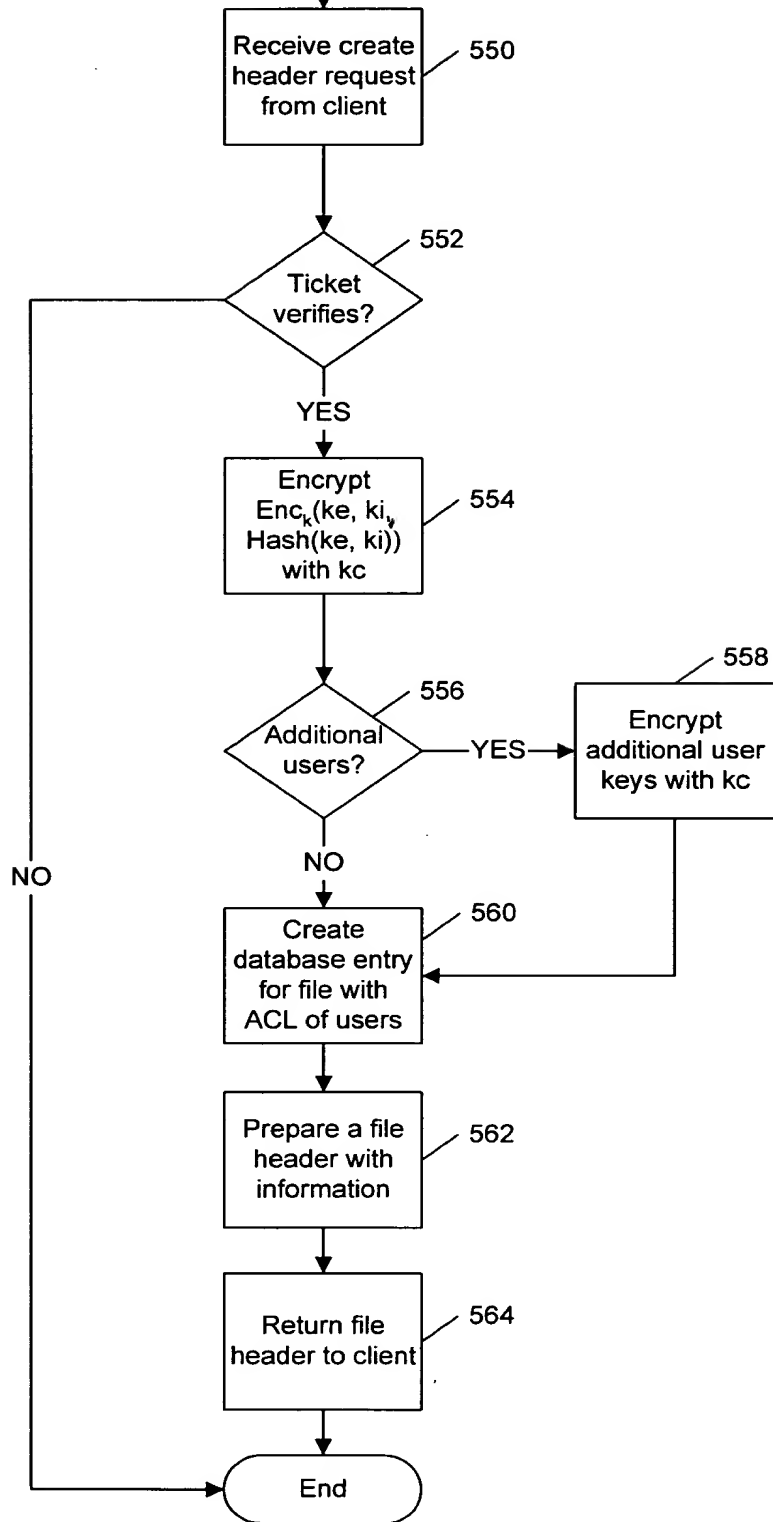 Receive create
header request
from client
550
552
Ticket
verifies?
YES
Encrypt
Enck(ke, ki,
Hash(ke, ki))
with kc
554
556
Additional
users?
YES
558
Encrypt
additional user
keys with kc
NO
NO
Create
database entry
for file with
ACL of users
560
Prepare a file
header with
information
562
Return file
header to client
564
End